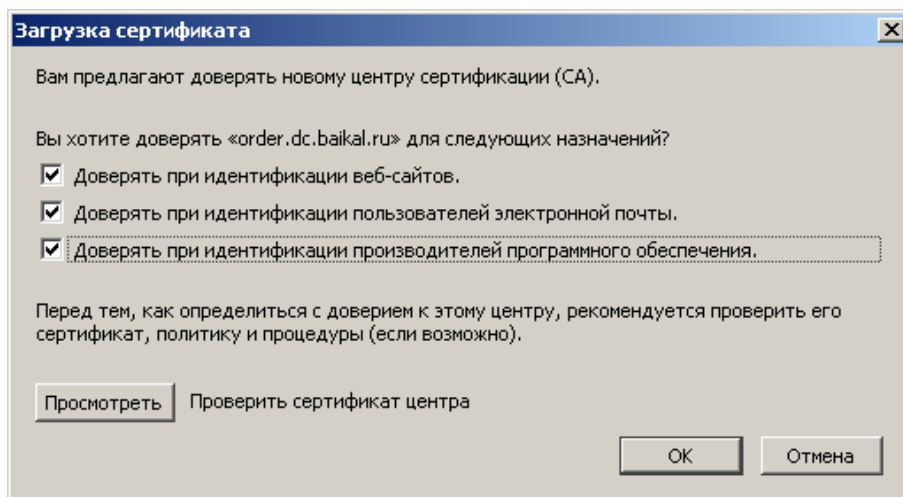 Загрузка сертификата
Вам предлагают доверять новому центру сертификации (CA).
Вы хотите доверять «order.dc.baikal.ru» для следующих назначений?
Доверять при идентификации веб-сайтов.
Доверять при идентификации пользователей электронной почты.
Доверять при идентификации производителей программного обеспечения.
Перед тем, как определиться с доверием к этому центру, рекомендуется проверить его
сертификат, политику и процедуры (если возможно).
Просмотреть Проверить сертификат центра
OK Отмена